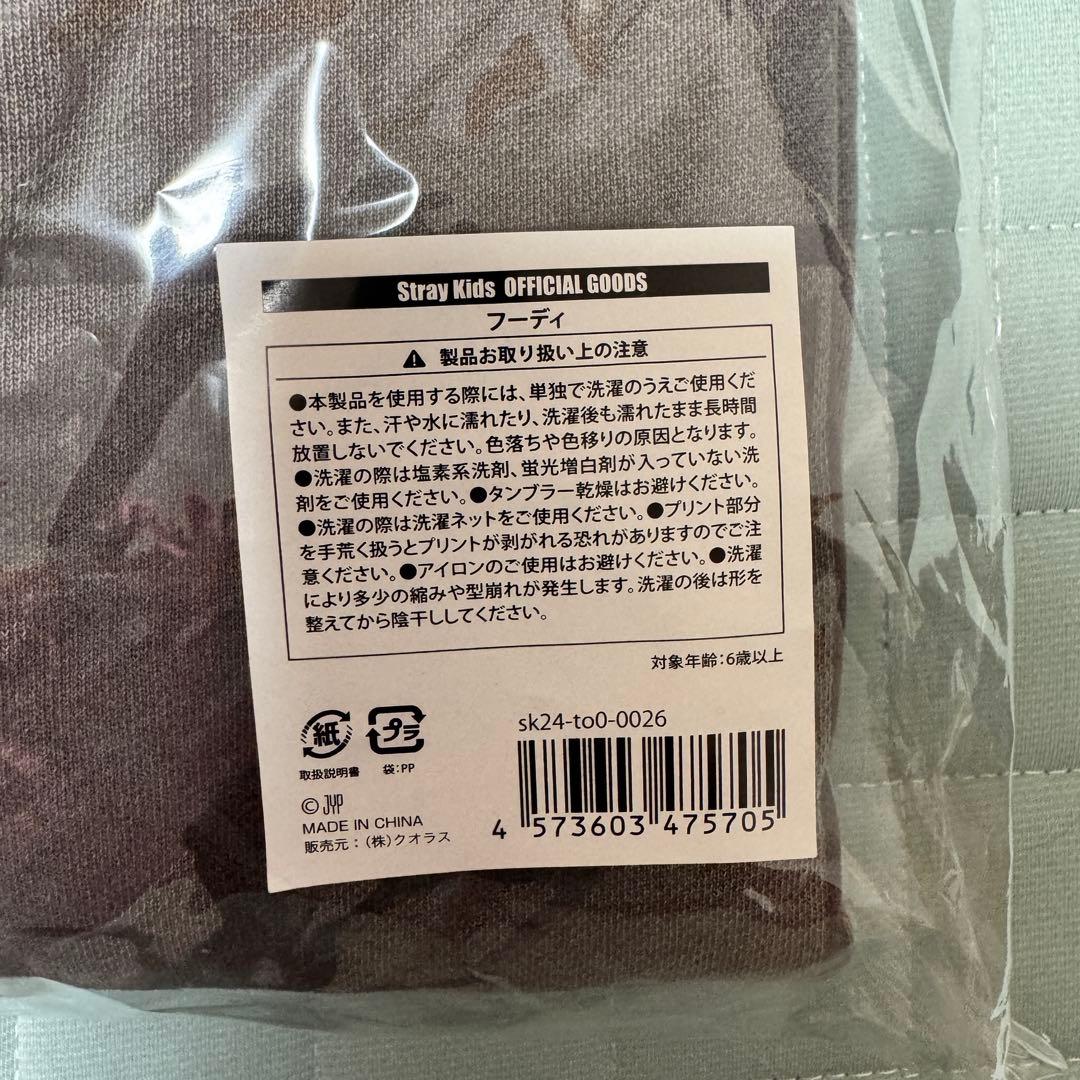 Stray Kids OFFICIAL GOODS
フーディ
製品お取り扱い上の注意
●本製品を使用する際には、単独で洗濯のうえご使用くだ
さい。また、汗や水に濡れたり、洗濯後も濡れたまま長時間
放置しないでください。色落ちや色移りの原因となります。
●洗濯の際は塩素系洗剤、蛍光増白剤が入っていない洗
剤をご使用ください。●タンブラー乾燥はお避けください。
●洗濯の際は洗濯ネットをご使用ください。●プリント部分
を手荒く扱うとプリントが剥がれる恐れがありますのでご注
意ください。●アイロンのご使用はお避けください。●洗濯
により多少の縮みや型崩れが発生します。洗濯の後は形を
整えてから陰干ししてください。
対象年齢:6歳以上
紙 プラ
取扱説明書 袋:PP
sk24-to0-0026
© JYP
MADE IN CHINA
販売元:(株)クオラス
4 573603 475705